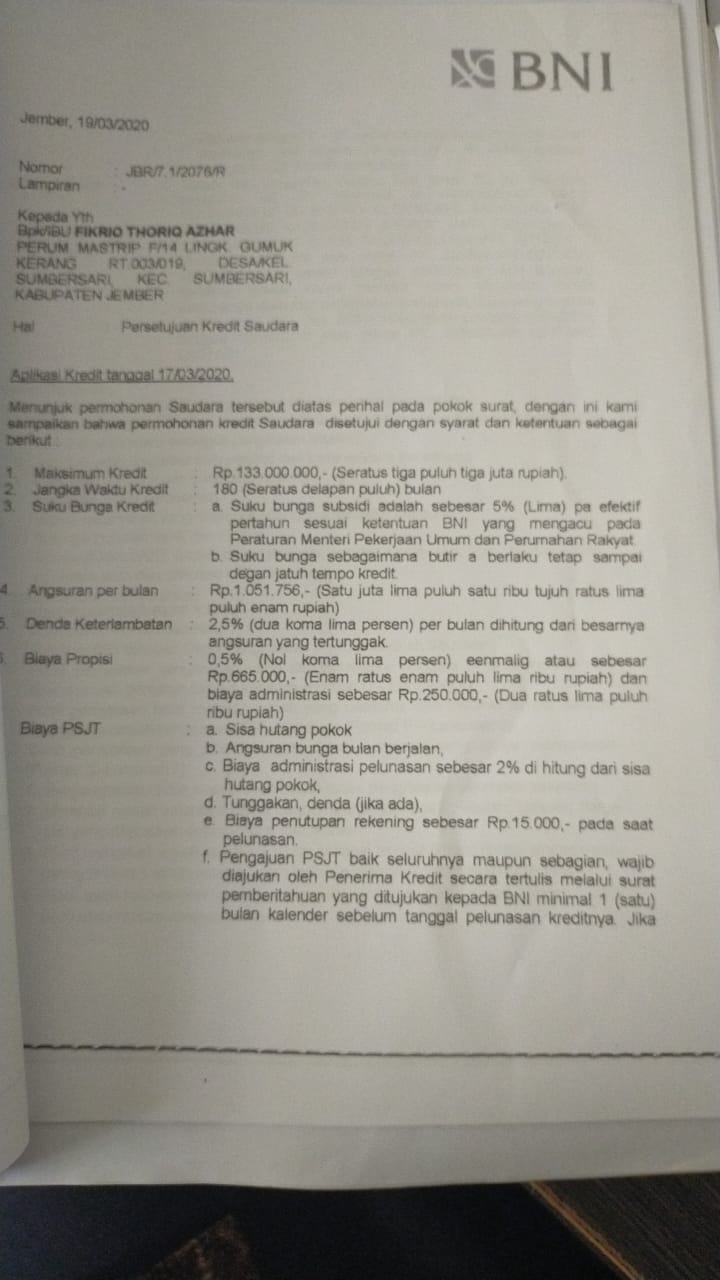 BNI
Jember, 19/03/2020
Nomor : JBR/7.1/2076/R
Lampiran : -
Kepada Yth
Bpk/IBU FIKRIO THORIQ AZHAR
PERUM MASTRIP F/14 LINGK. GUMUK
KERANG RT.003/019, DESA/KEL.
SUMBERSARI, KEC. SUMBERSARI,
KABUPATEN JEMBER
Hal Persetujuan Kredit Saudara
Aplikasi Kredit tanggal 17/03/2020.
Menunjuk permohonan Saudara tersebut diatas perihal pada pokok surat, dengan ini kami
sampaikan bahwa permohonan kredit Saudara disetujui dengan syarat dan ketentuan sebagai
berikut :
1. Maksimum Kredit : Rp.133.000.000,- (Seratus tiga puluh tiga juta rupiah).
2. Jangka Waktu Kredit : 180 (Seratus delapan puluh) bulan
3. Suku Bunga Kredit : a. Suku bunga subsidi adalah sebesar 5% (Lima) pa efektif
pertahun sesuai ketentuan BNI yang mengacu pada
Peraturan Menteri Pekerjaan Umum dan Perumahan Rakyat.
b. Suku bunga sebagaimana butir a berlaku tetap sampai
degan jatuh tempo kredit.
4. Angsuran per bulan : Rp.1.051.756,- (Satu juta lima puluh satu ribu tujuh ratus lima
puluh enam rupiah)
5. Denda Keterlambatan : 2,5% (dua koma lima persen) per bulan dihitung dari besarnya
angsuran yang tertunggak.
Biaya Propisi : 0,5% (Nol koma lima persen) eenmalig atau sebesar
Rp.665.000,- (Enam ratus enam puluh lima ribu rupiah) dan
biaya administrasi sebesar Rp.250.000,- (Dua ratus lima puluh
ribu rupiah)
Biaya PSJT : a. Sisa hutang pokok
b. Angsuran bunga bulan berjalan,
c. Biaya administrasi pelunasan sebesar 2% di hitung dari sisa
hutang pokok,
d. Tunggakan, denda (jika ada),
e. Biaya penutupan rekening sebesar Rp.15.000,- pada saat
pelunasan.
f. Pengajuan PSJT baik seluruhnya maupun sebagian, wajib
diajukan oleh Penerima Kredit secara tertulis melalui surat
pemberitahuan yang ditujukan kepada BNI minimal 1 (satu)
bulan kalender sebelum tanggal pelunasan kreditnya. Jika